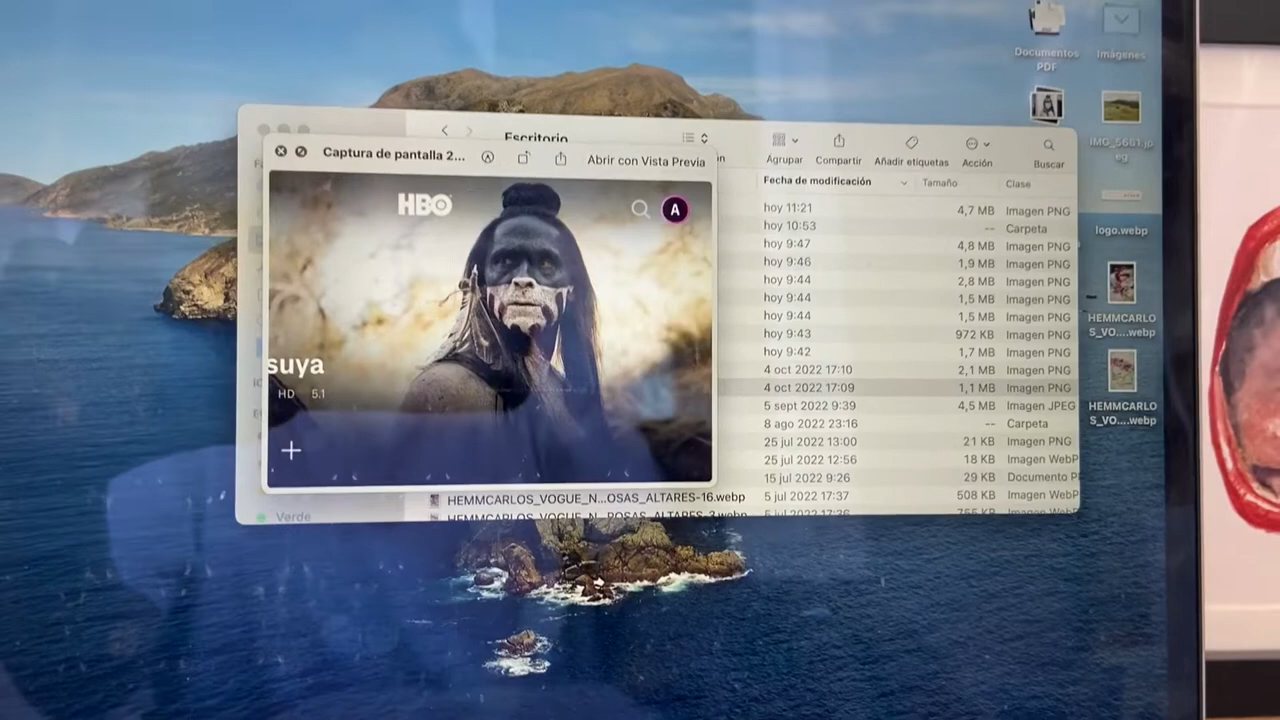 Documentos
PDF
Imágenes
IMG_5681.jp
eg
logo.webp
HEMMCARLO
S_VO....webp
HEMMCARLO
S_VO....webp
Escritorio
Agrupar
Compartir
Añadir etiquetas
Acción
Buscar
Captura de pantalla 2...
Abrir con Vista Previa
HBO
A
suya
HD 5.1
Fecha de modificación Tamaño Clase
hoy 11:21 4,7 MB Imagen PNG
hoy 10:53 -- Carpeta
hoy 9:47 4,8 MB Imagen PNG
hoy 9:46 1,9 MB Imagen PNG
hoy 9:44 2,8 MB Imagen PNG
hoy 9:44 1,5 MB Imagen PNG
hoy 9:44 1,5 MB Imagen PNG
hoy 9:43 972 KB Imagen PNG
hoy 9:42 1,7 MB Imagen PNG
4 oct 2022 17:10 2,1 MB Imagen PNG
4 oct 2022 17:09 1,1 MB Imagen PNG
5 sept 2022 9:39 4,5 MB Imagen JPEG
8 ago 2022 23:16 -- Carpeta
25 jul 2022 13:00 21 KB Imagen PNG
25 jul 2022 12:56 18 KB Imagen WebP
15 jul 2022 9:26 29 KB Documento P
HEMMCARLOS_VOGUE_N...OSAS_ALTARES-16.webp 5 jul 2022 17:37 508 KB Imagen WebP
Verde